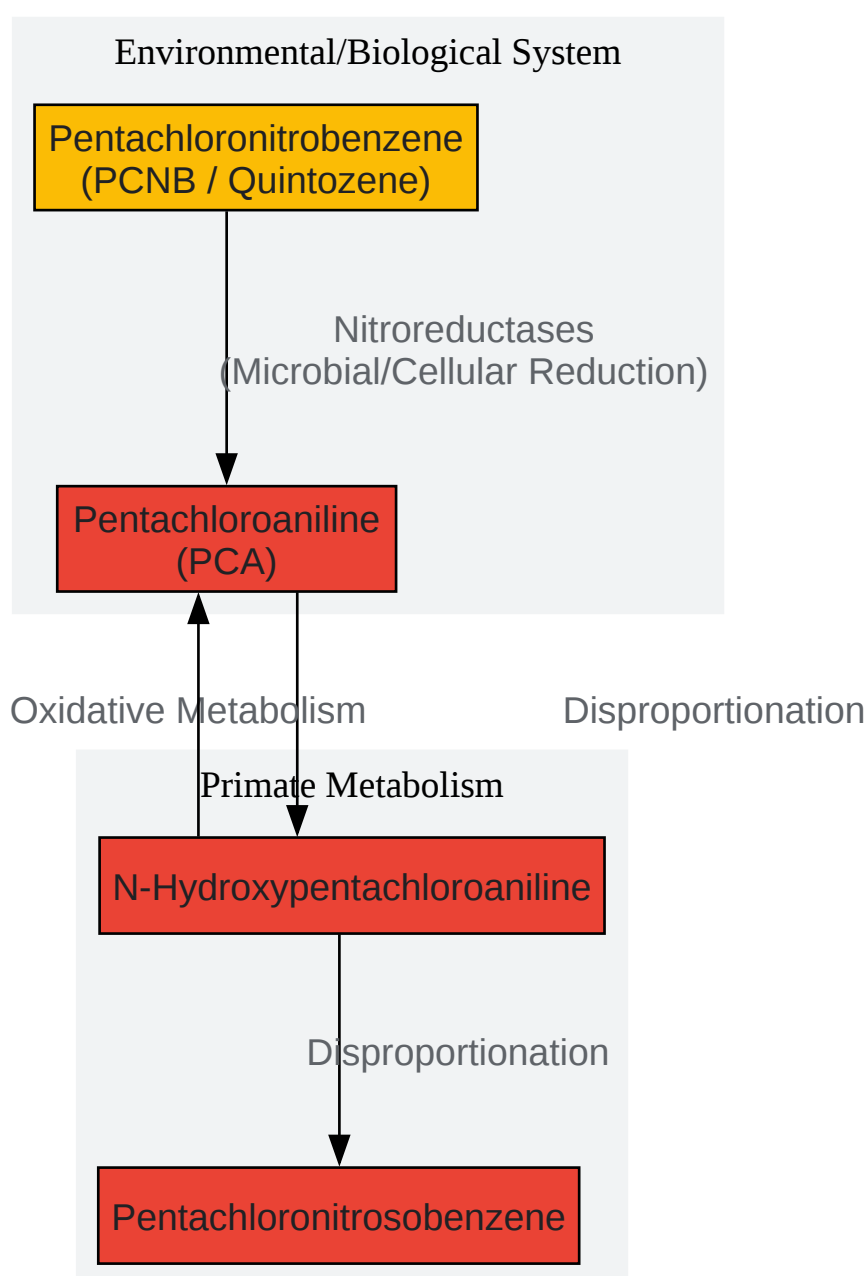 Environmental/Biological System
Pentachloronitrobenzene
(PCNB / Quintozene)
Nitroreductases
(Microbial/Cellular Reduction)
Pentachloroaniline
(PCA)
Oxidative Metabolism
Disproportionation
Primate Metabolism
N-Hydroxypentachloroaniline
Disproportionation
Pentachloronitrosobenzene